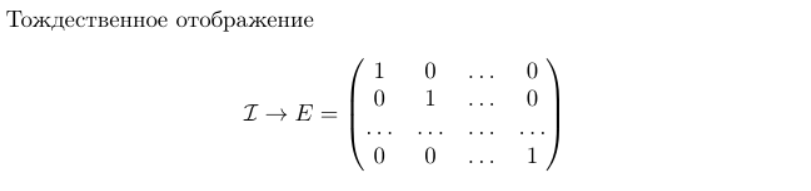 Тождественное отображение
1 0 … 0
0 1 … 0
ℐ → E =
… … … …
0 0 … 1